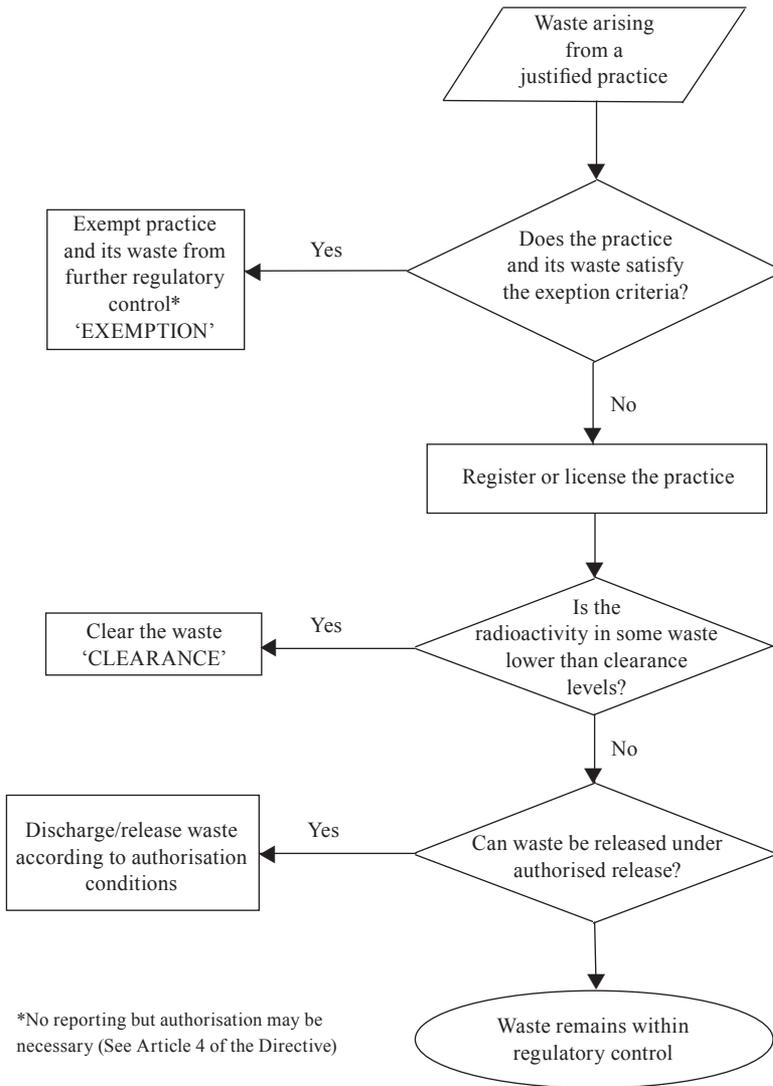 Waste arising
from a
justified practice
Does the practice
and its waste satisfy
the exeption criteria?
Yes
Exempt practice
and its waste from
further regulatory
control*
‘EXEMPTION’
No
Register or license the practice
Is the
radioactivity in some waste
lower than clearance
levels?
Yes
Clear the waste
‘CLEARANCE’
No
Can waste be released under
authorised release?
Yes
Discharge/release waste
according to authorisation
conditions
Waste remains within
regulatory control
*No reporting but authorisation may be
necessary (See Article 4 of the Directive)